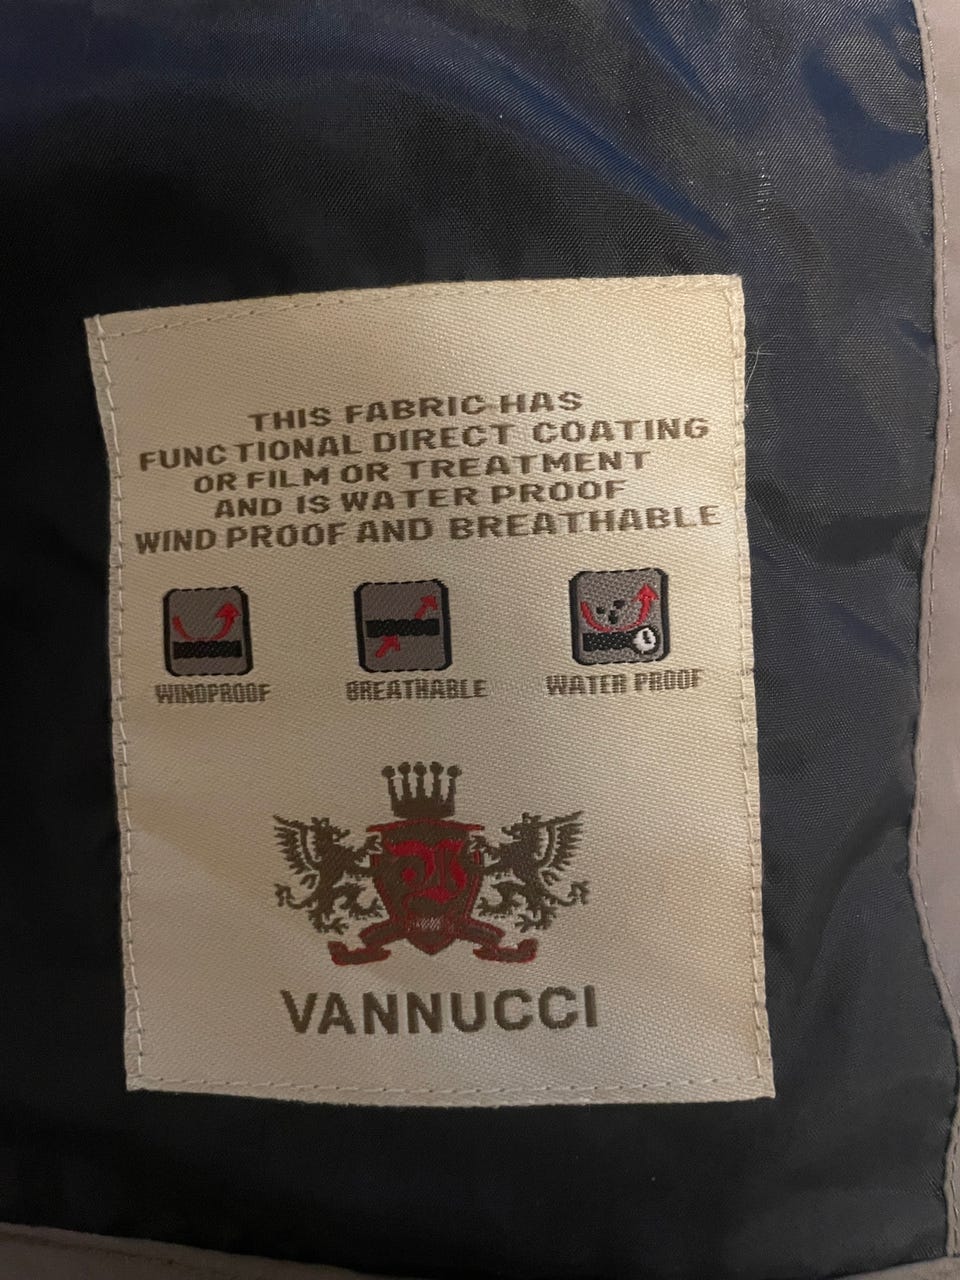 THIS FABRIC HAS
FUNCTIONAL DIRECT COATING
OR FILM OR TREATMENT
AND IS WATER PROOF
WIND PROOF AND BREATHABLE
WINDPROOF BREATHABLE WATER PROOF
VANNUCCI